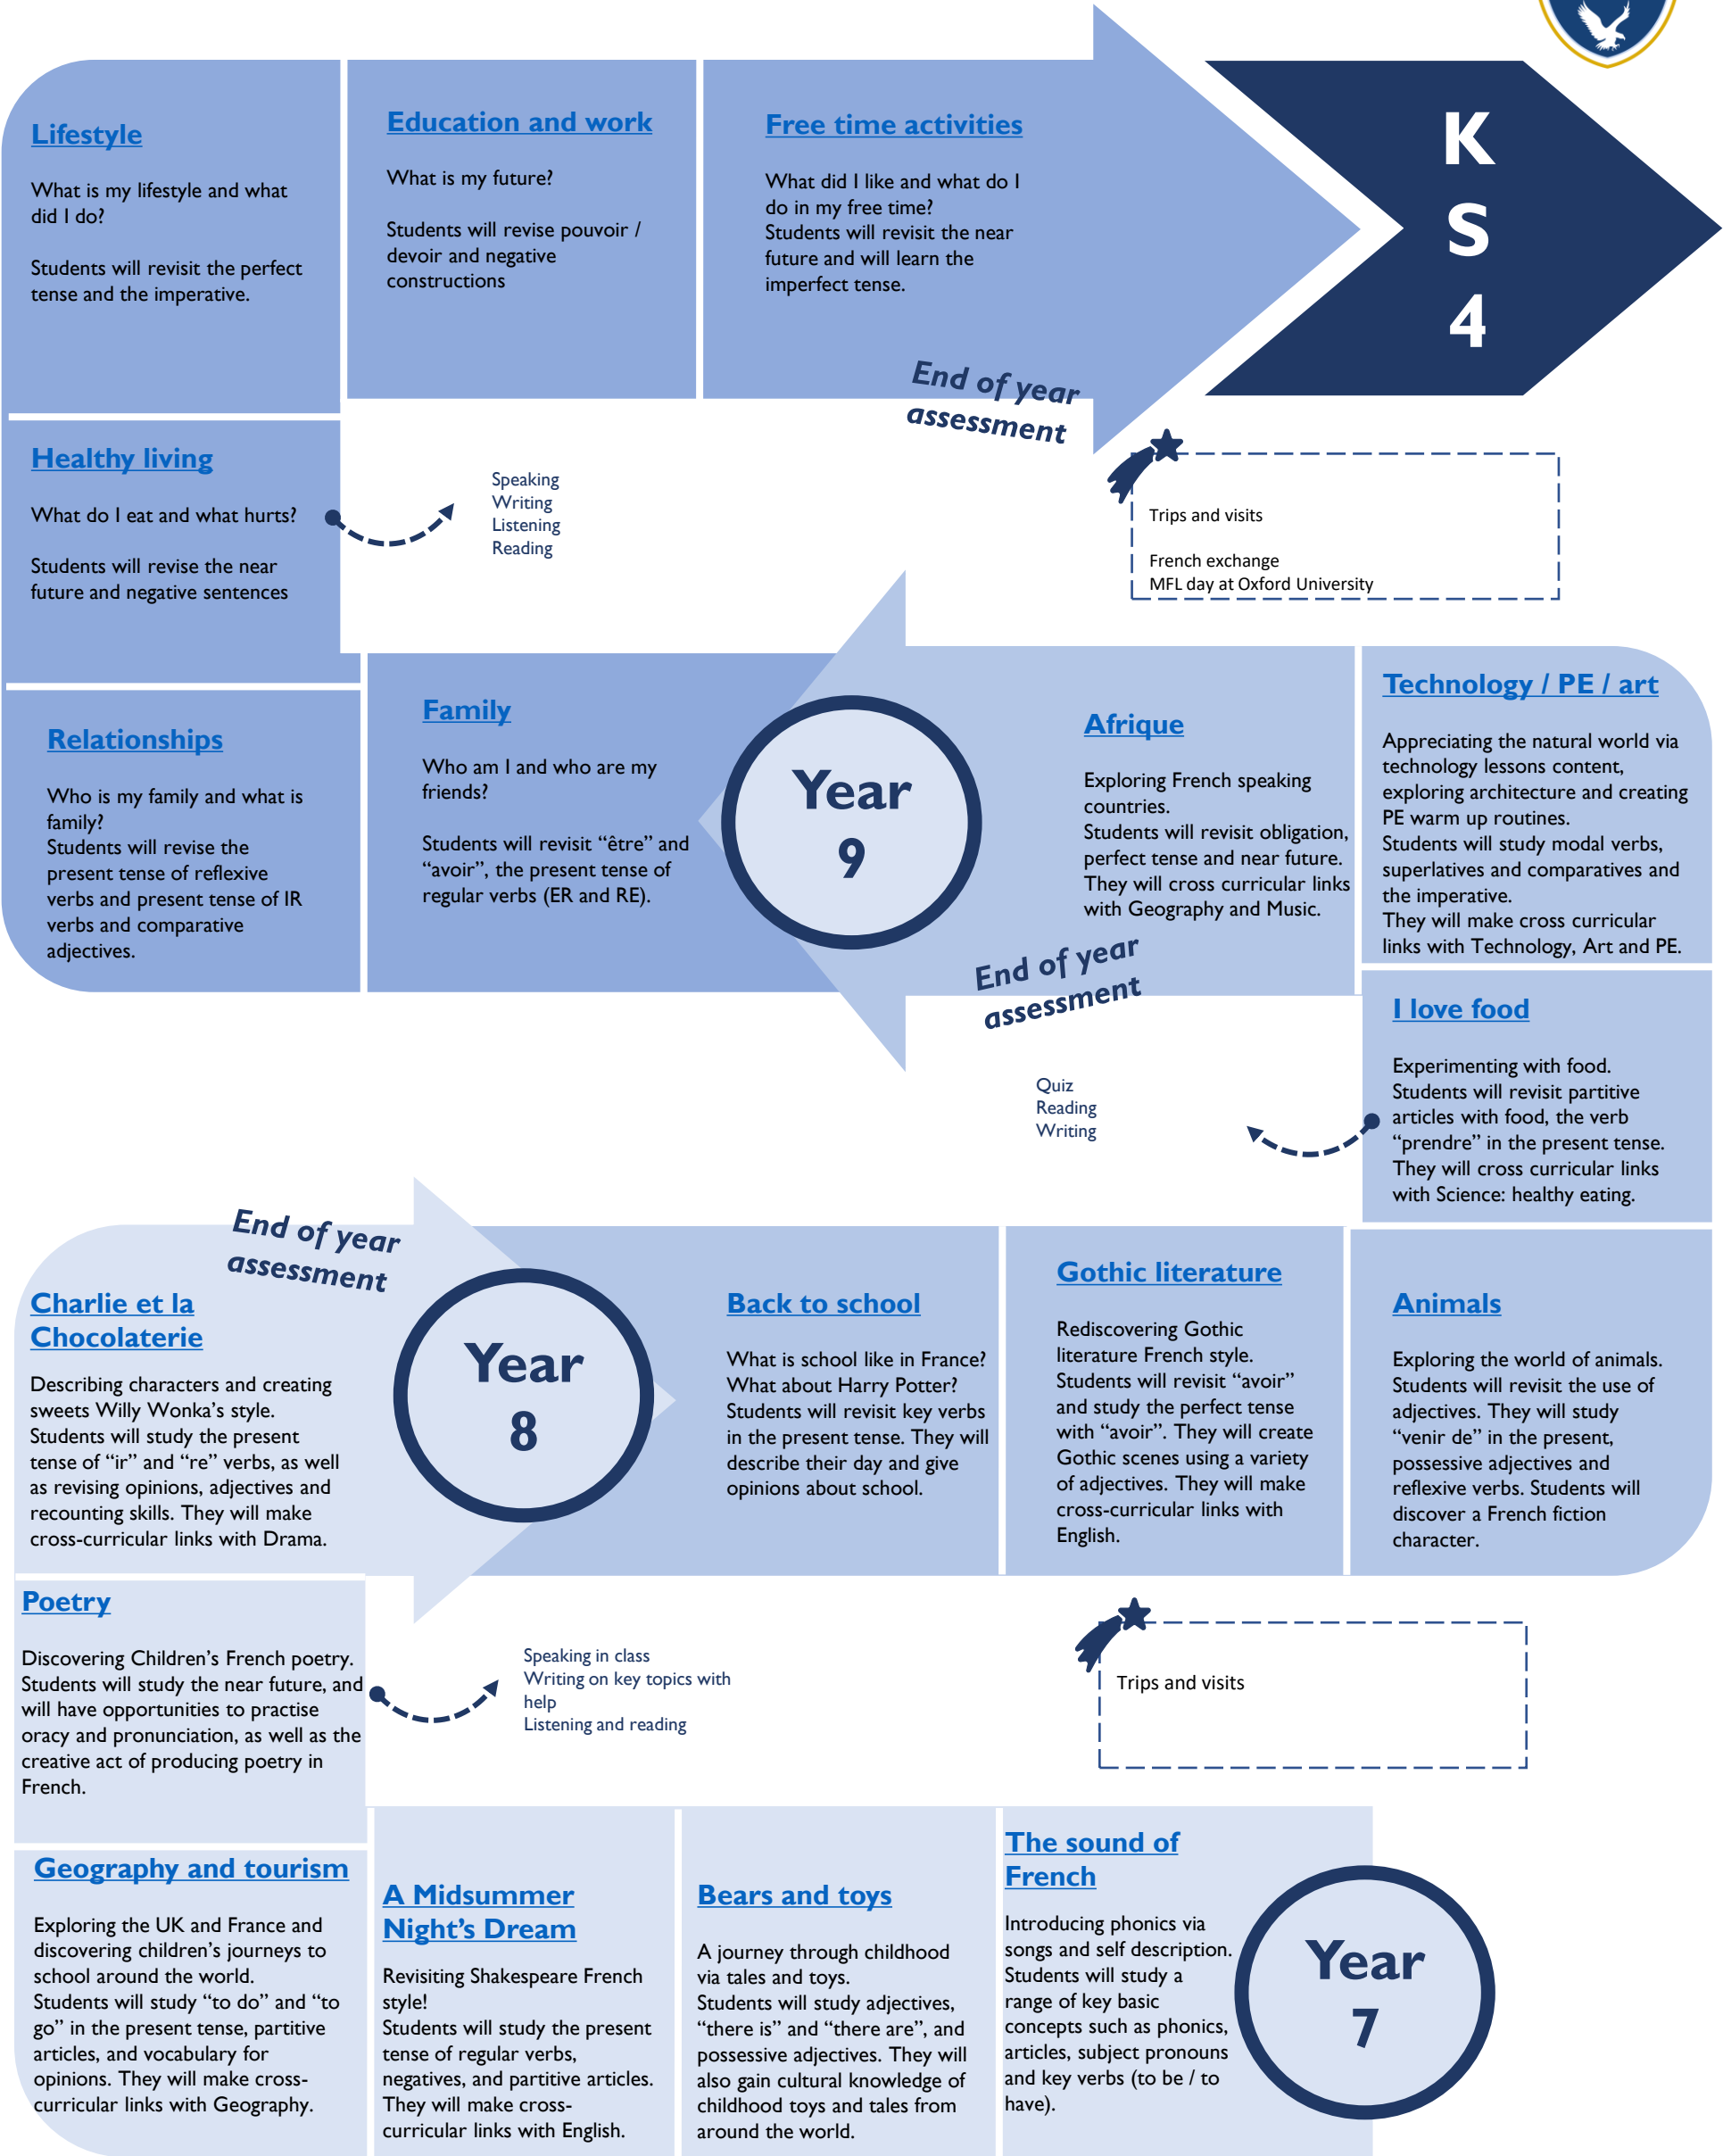 Lifestyle
What is my lifestyle and what
did I do?
Students will revisit the perfect
tense and the imperative.
Education and work
What is my future?
Students will revise pouvoir /
devoir and negative
constructions
Free time activities
What did I like and what do I
do in my free time?
Students will revisit the near
future and will learn the
imperfect tense.
K
S
4
End of year
assessment
Healthy living
What do I eat and what hurts?
Students will revise the near
future and negative sentences
Speaking
Writing
Listening
Reading
Trips and visits
French exchange
MFL day at Oxford University
Relationships
Who is my family and what is
family?
Students will revise the
present tense of reflexive
verbs and present tense of IR
verbs and comparative
adjectives.
Family
Who am I and who are my
friends?
Students will revisit “être” and
“avoir”, the present tense of
regular verbs (ER and RE).
Year
9
Afrique
Exploring French speaking
countries.
Students will revisit obligation,
perfect tense and near future.
They will cross curricular links
with Geography and Music.
Technology / PE / art
Appreciating the natural world via
technology lessons content,
exploring architecture and creating
PE warm up routines.
Students will study modal verbs,
superlatives and comparatives and
the imperative.
They will make cross curricular
links with Technology, Art and PE.
End of year
assessment
I love food
Experimenting with food.
Students will revisit partitive
articles with food, the verb
“prendre” in the present tense.
They will cross curricular links
with Science: healthy eating.
Quiz
Reading
Writing
End of year
assessment
Charlie et la
Chocolaterie
Describing characters and creating
sweets Willy Wonka’s style.
Students will study the present
tense of “ir” and “re” verbs, as well
as revising opinions, adjectives and
recounting skills. They will make
cross-curricular links with Drama.
Year
8
Back to school
What is school like in France?
What about Harry Potter?
Students will revisit key verbs
in the present tense. They will
describe their day and give
opinions about school.
Gothic literature
Rediscovering Gothic
literature French style.
Students will revisit “avoir”
and study the perfect tense
with “avoir”. They will create
Gothic scenes using a variety
of adjectives. They will make
cross-curricular links with
English.
Animals
Exploring the world of animals.
Students will revisit the use of
adjectives. They will study
“venir de” in the present,
possessive adjectives and
reflexive verbs. Students will
discover a French fiction
character.
Poetry
Discovering Children’s French poetry.
Students will study the near future, and
will have opportunities to practise
oracy and pronunciation, as well as the
creative act of producing poetry in
French.
Speaking in class
Writing on key topics with
help
Listening and reading
Trips and visits
Geography and tourism
Exploring the UK and France and
discovering children’s journeys to
school around the world.
Students will study “to do” and “to
go” in the present tense, partitive
articles, and vocabulary for
opinions. They will make cross-
curricular links with Geography.
A Midsummer
Night’s Dream
Revisiting Shakespeare French
style!
Students will study the present
tense of regular verbs,
negatives, and partitive articles.
They will make cross-
curricular links with English.
Bears and toys
A journey through childhood
via tales and toys.
Students will study adjectives,
“there is” and “there are”, and
possessive adjectives. They will
also gain cultural knowledge of
childhood toys and tales from
around the world.
The sound of
French
Introducing phonics via
songs and self description.
Students will study a
range of key basic
concepts such as phonics,
articles, subject pronouns
and key verbs (to be / to
have).
Year
7